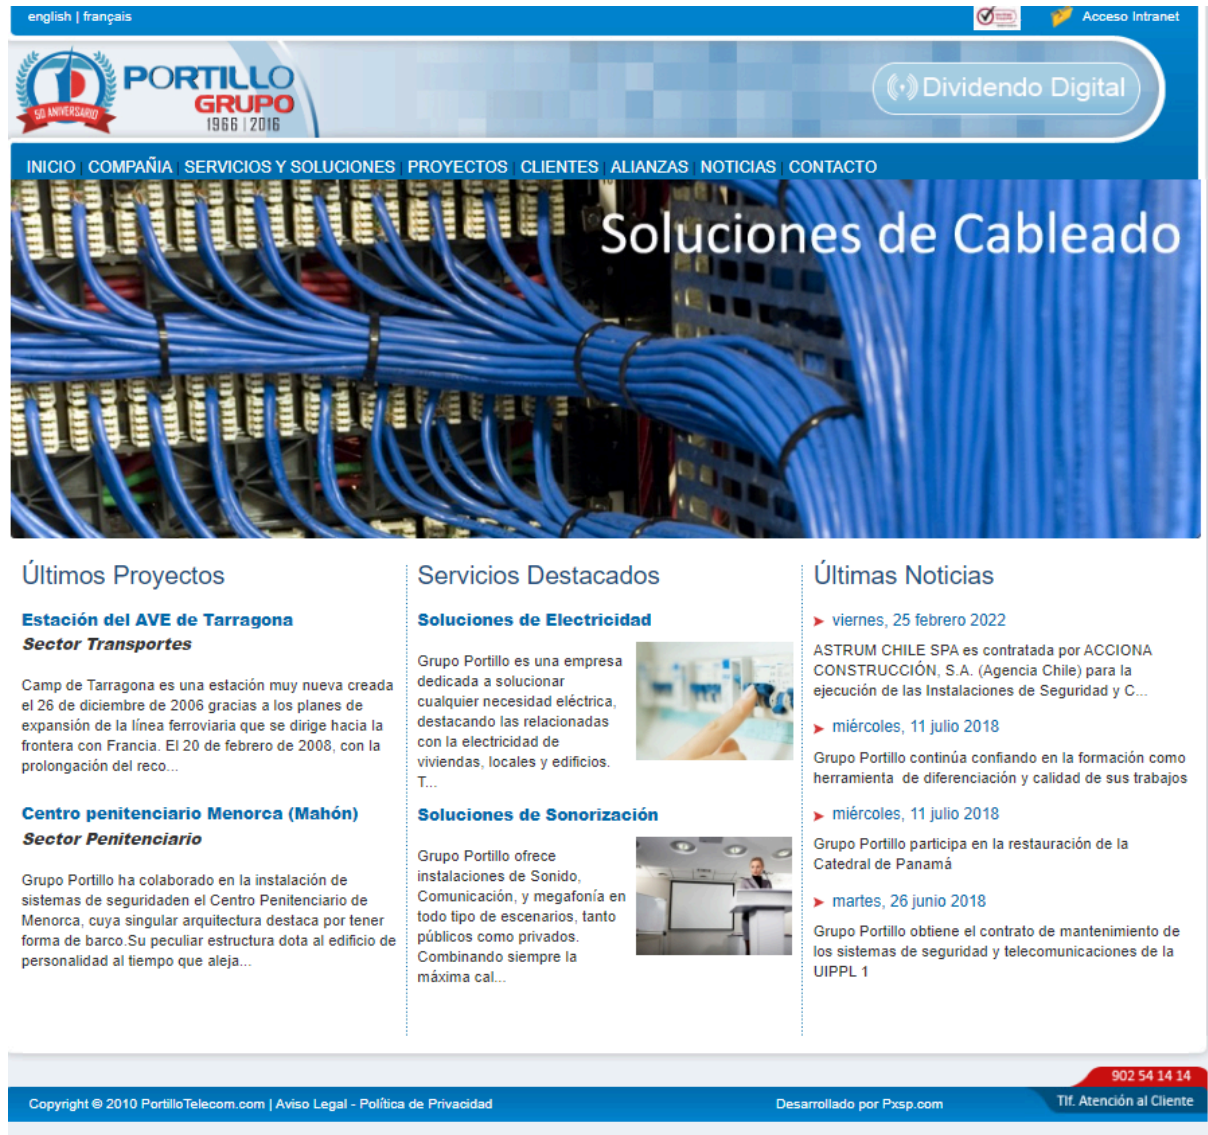 english | français
Acceso Intranet
PORTILLO
GRUPO
1966 | 2016
50 ANIVERSARIO
Dividendo Digital
INICIO | COMPAÑIA | SERVICIOS Y SOLUCIONES | PROYECTOS | CLIENTES | ALIANZAS | NOTICIAS | CONTACTO
Soluciones de Cableado
Últimos Proyectos
Estación del AVE de Tarragona
Sector Transportes
Camp de Tarragona es una estación muy nueva creada
el 26 de diciembre de 2006 gracias a los planes de
expansión de la línea ferroviaria que se dirige hacia la
frontera con Francia. El 20 de febrero de 2008, con la
prolongación del reco...
Centro penitenciario Menorca (Mahón)
Sector Penitenciario
Grupo Portillo ha colaborado en la instalación de
sistemas de seguridaden el Centro Penitenciario de
Menorca, cuya singular arquitectura destaca por tener
forma de barco.Su peculiar estructura dota al edificio de
personalidad al tiempo que aleja...
Servicios Destacados
Soluciones de Electricidad
Grupo Portillo es una empresa
dedicada a solucionar
cualquier necesidad eléctrica,
destacando las relacionadas
con la electricidad de
viviendas, locales y edificios.
T...
Soluciones de Sonorización
Grupo Portillo ofrece
instalaciones de Sonido,
Comunicación, y megafonía en
todo tipo de escenarios, tanto
públicos como privados.
Combinando siempre la
máxima cal...
Últimas Noticias
viernes, 25 febrero 2022
ASTRUM CHILE SPA es contratada por ACCIONA
CONSTRUCCIÓN, S.A. (Agencia Chile) para la
ejecución de las Instalaciones de Seguridad y C...
miércoles, 11 julio 2018
Grupo Portillo continúa confiando en la formación como
herramienta de diferenciación y calidad de sus trabajos
miércoles, 11 julio 2018
Grupo Portillo participa en la restauración de la
Catedral de Panamá
martes, 26 junio 2018
Grupo Portillo obtiene el contrato de mantenimiento de
los sistemas de seguridad y telecomunicaciones de la
UIPPL 1
902 54 14 14
Copyright © 2010 PortilloTelecom.com | Aviso Legal - Política de Privacidad
Desarrollado por Pxsp.com
Tlf. Atención al Cliente